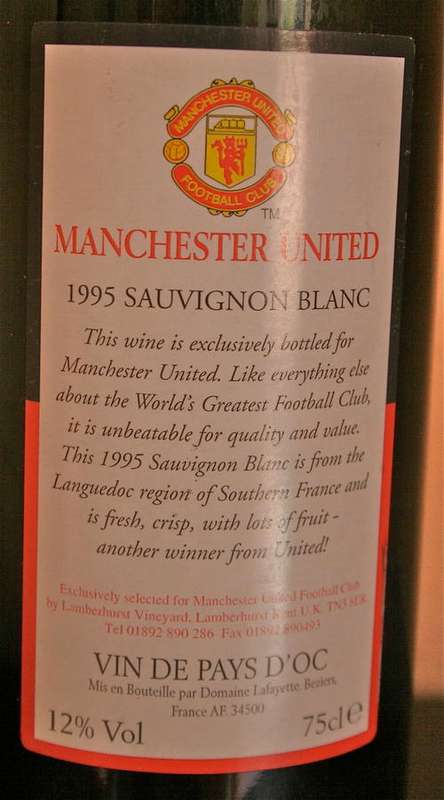 MANCHESTER UNITED
FOOTBALL CLUB
TM
MANCHESTER UNITED
1995 SAUVIGNON BLANC
This wine is exclusively bottled for
Manchester United. Like everything else
about the World's Greatest Football Club,
it is unbeatable for quality and value.
This 1995 Sauvignon Blanc is from the
Languedoc region of Southern France and
is fresh, crisp, with lots of fruit -
another winner from United!
Exclusively selected for Manchester United Football Club
by Lamberhurst Vineyard, Lamberhurst Kent U.K. TN3 8ER
Tel 01892 890 286 Fax 01892 890493
VIN DE PAYS D'OC
Mis en Bouteille par Domaine Lafayette. Beziers,
France AF. 34500
12% Vol 75cl e